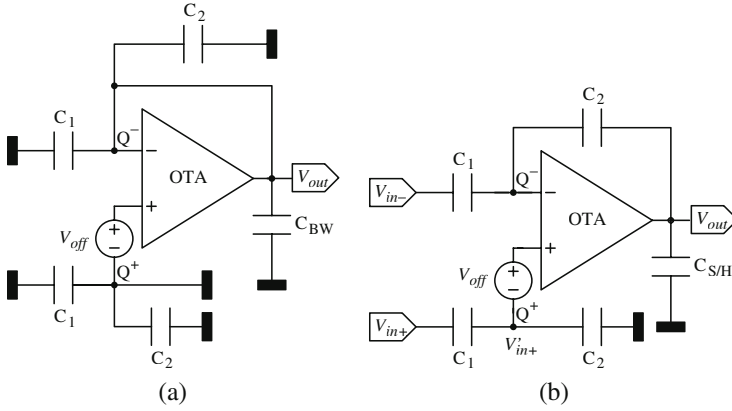 C2
C1
Q−
−
OTA
+
Vout
CBW
Voff
+
−
Q+
C1
C2
(a)
C2
C1
Vin−
Q−
−
OTA
+
Vout
CS/H
Voff
+
−
Q+
Vin+
C1
V'in+
C2
(b)